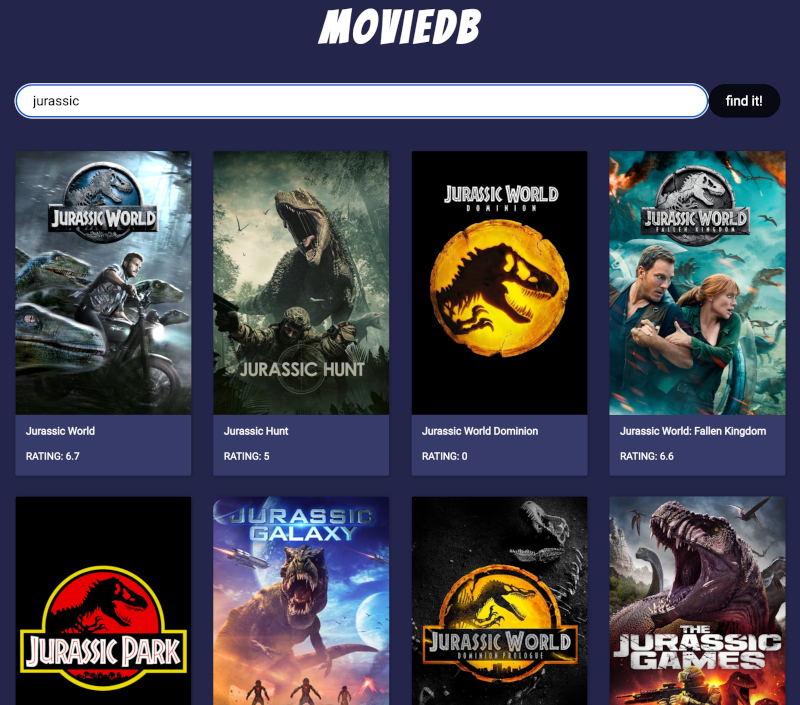 MOVIEDB
jurassic
find it!
JURASSIC WORLD
JURASSIC HUNT
JURASSIC WORLD
DOMINION
JURASSIC WORLD
FALLEN KINGDOM
Jurassic World
RATING: 6.7
Jurassic Hunt
RATING: 5
Jurassic World Dominion
RATING: 0
Jurassic World: Fallen Kingdom
RATING: 6.6
JURASSIC PARK
JURASSIC
GALAXY
JURASSIC WORLD
DOMINION PROLOGUE
THE
JURASSIC
GAMES